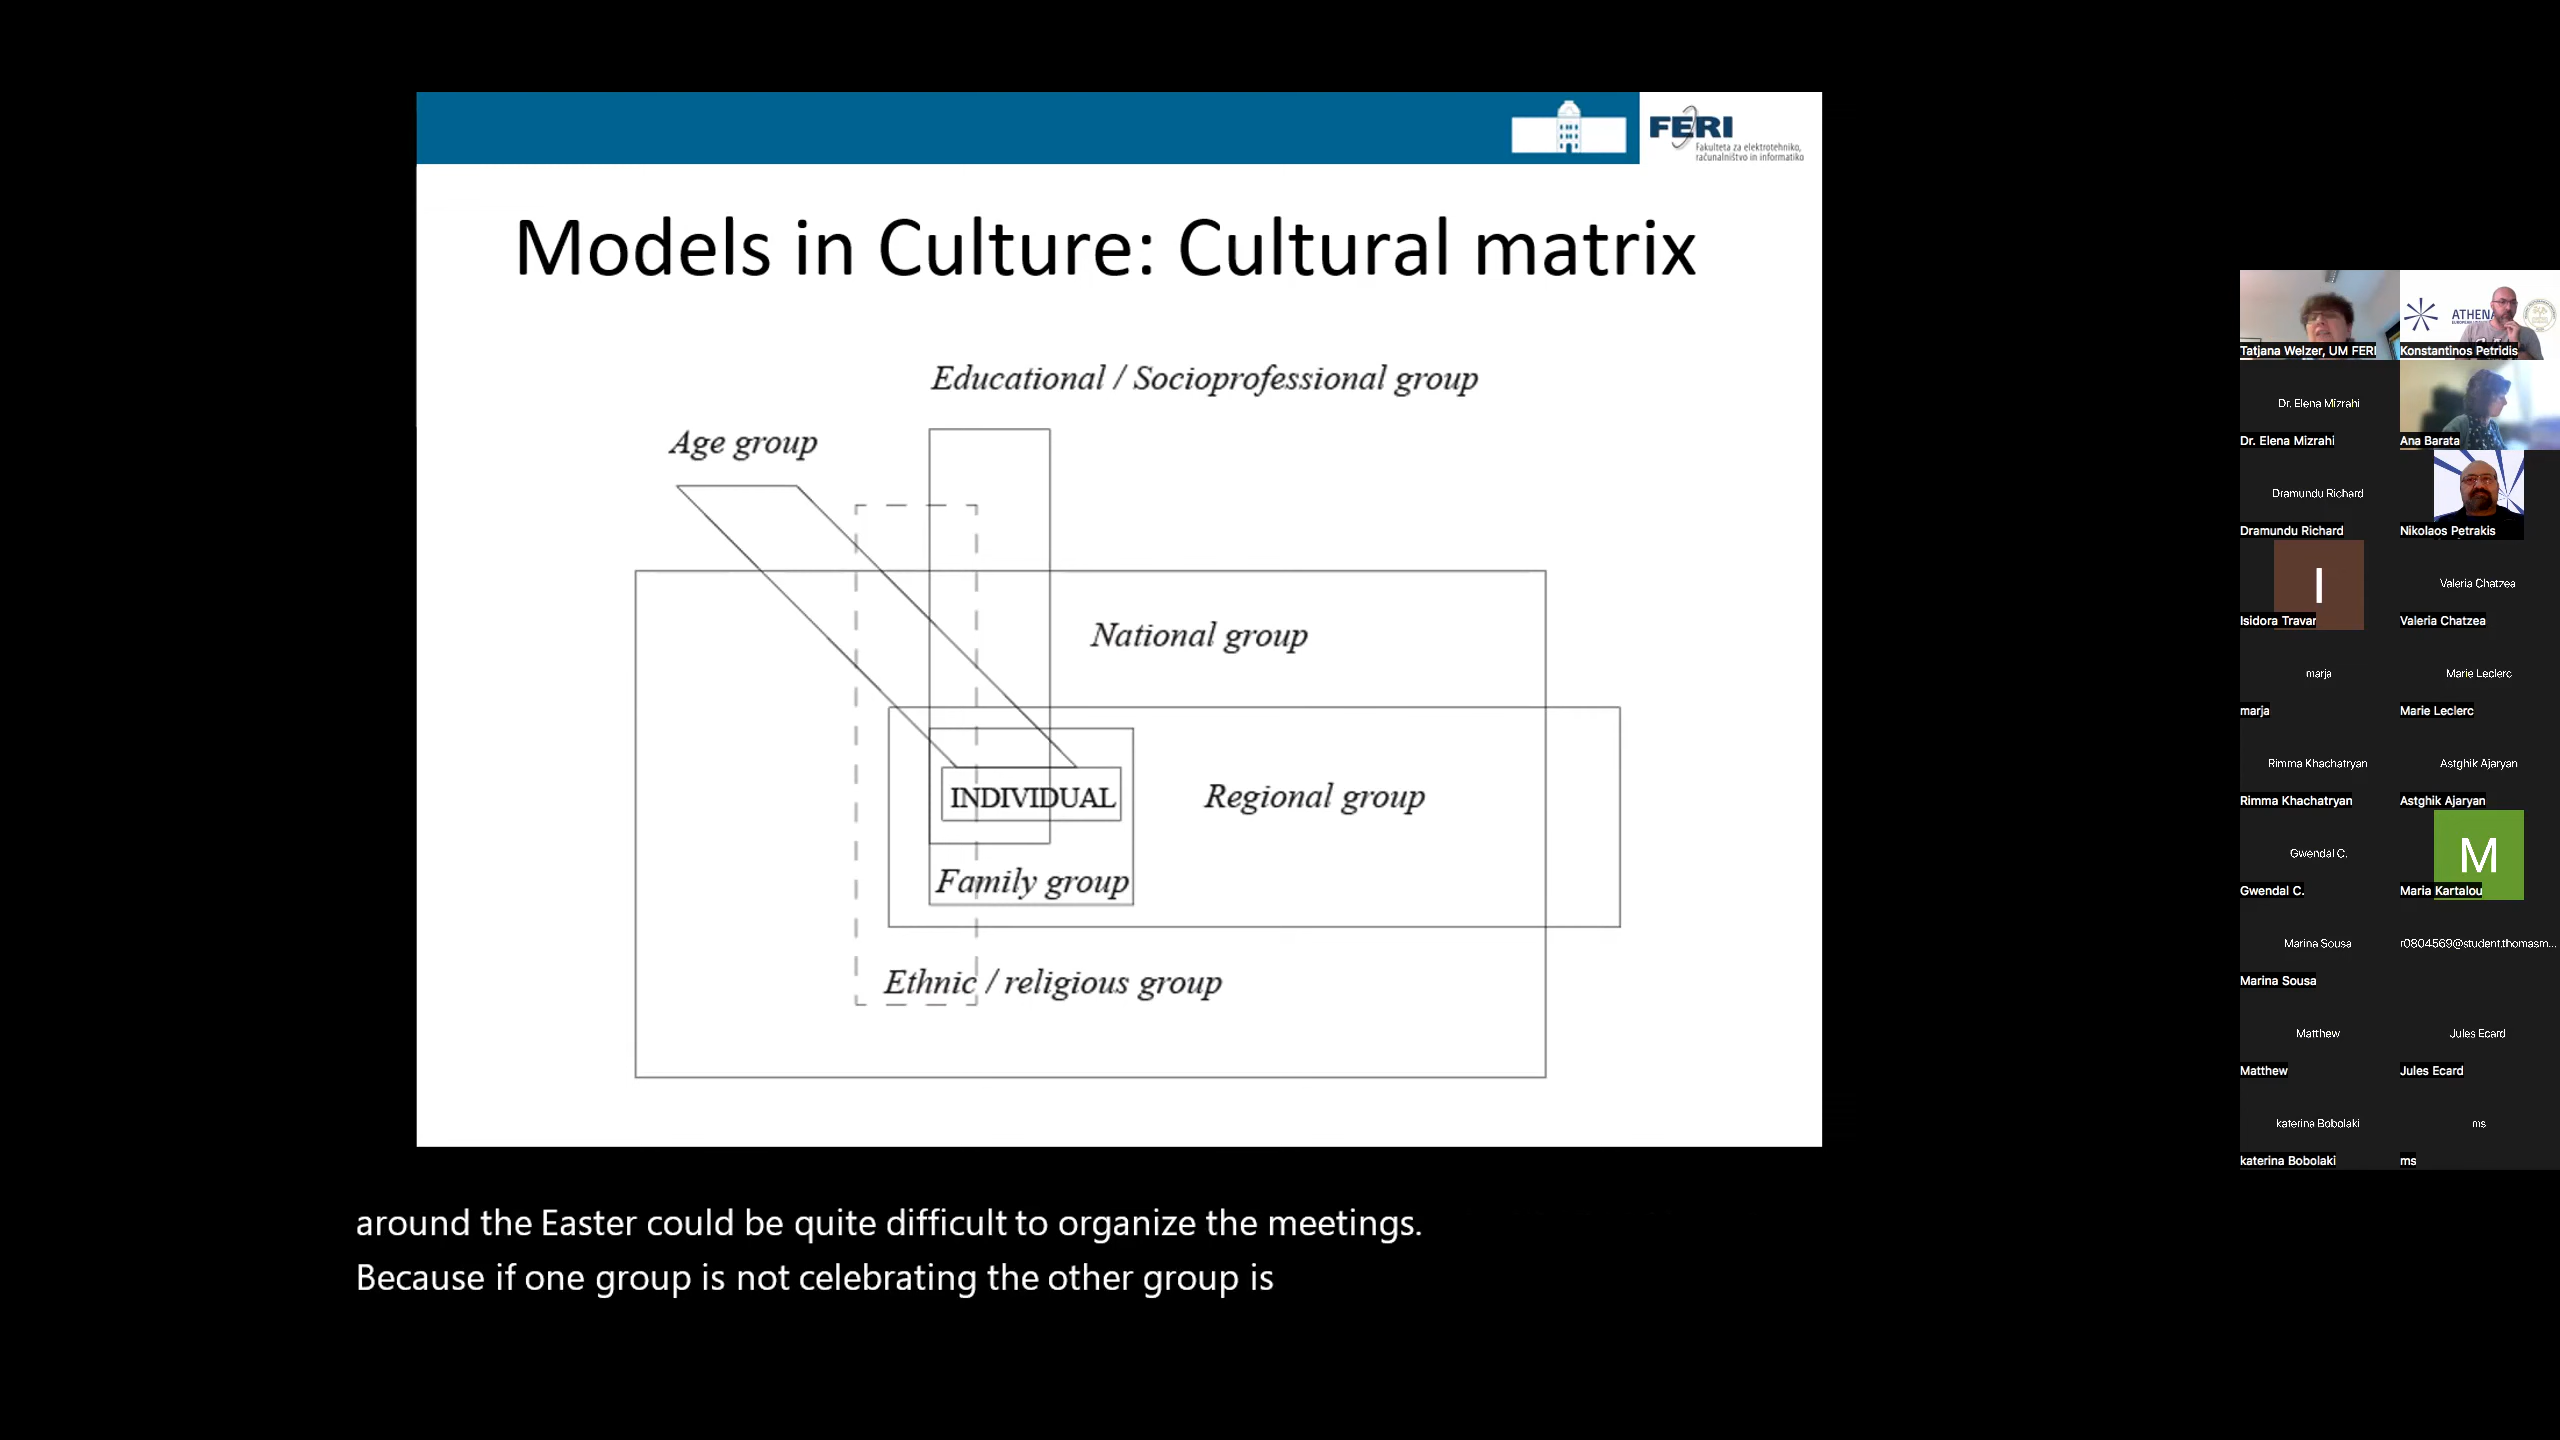 FERI
Fakulteta za elektrotehniko,
računalništvo in informatiko
Models in Culture: Cultural matrix
Educational / Socioprofessional group
Age group
National group
INDIVIDUAL
Regional group
Family group
Ethnic / religious group
around the Easter could be quite difficult to organize the meetings.
Because if one group is not celebrating the other group is
ATHENA
Tatjana Welzer, UM FERI
Konstantinos Petridis
Dr. Elena Mizrahi
Dr. Elena Mizrahi
Ana Barata
Dramundu Richard
Dramundu Richard
Nikolaos Petrakis
I
Isidora Travar
Valeria Chatzea
Valeria Chatzea
marja
marja
Marie Leclerc
Marie Leclerc
Rimma Khachatryan
Rimma Khachatryan
Astghik Ajaryan
Astghik Ajaryan
Gwendal C.
Gwendal C.
M
Maria Kartalou
Marina Sousa
Marina Sousa
r0804569@student.thomasm...
Matthew
Matthew
Jules Ecard
Jules Ecard
katerina Bobolaki
katerina Bobolaki
ms
ms